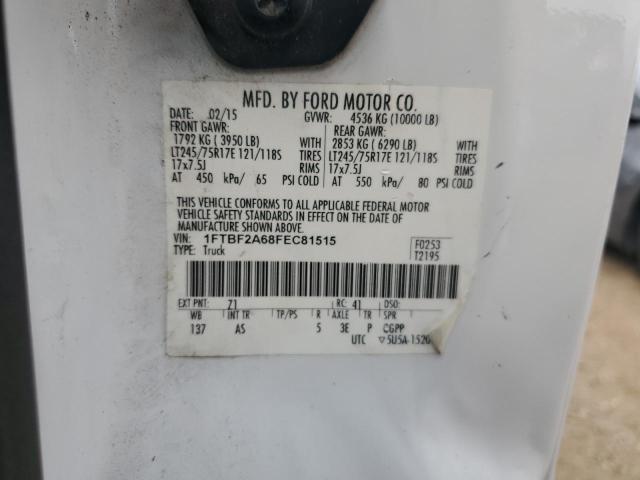 MFD. BY FORD MOTOR CO.
DATE: 02/15 GVWR: 4536 KG (10000 LB)
FRONT GAWR: REAR GAWR:
1792 KG ( 3950 LB) WITH 2853 KG ( 6290 LB) WITH
LT245/75R17E 121/118S TIRES LT245/75R17E 121/118S TIRES
17x7.5J RIMS 17x7.5J RIMS
AT 450 kPa/ 65 PSI COLD AT 550 kPa/ 80 PSI COLD
THIS VEHICLE CONFORMS TO ALL APPLICABLE FEDERAL MOTOR
VEHICLE SAFETY STANDARDS IN EFFECT ON THE DATE OF
MANUFACTURE SHOWN ABOVE.
VIN: 1FTBF2A68FEC81515 F0253
TYPE: Truck T2195
EXT PNT: Z1 RC: 41 DSO:
WB INT TR TP/PS R AXLE TR SPR
137 AS 5 3E P CGPP
UTC ▽5U5A-1520